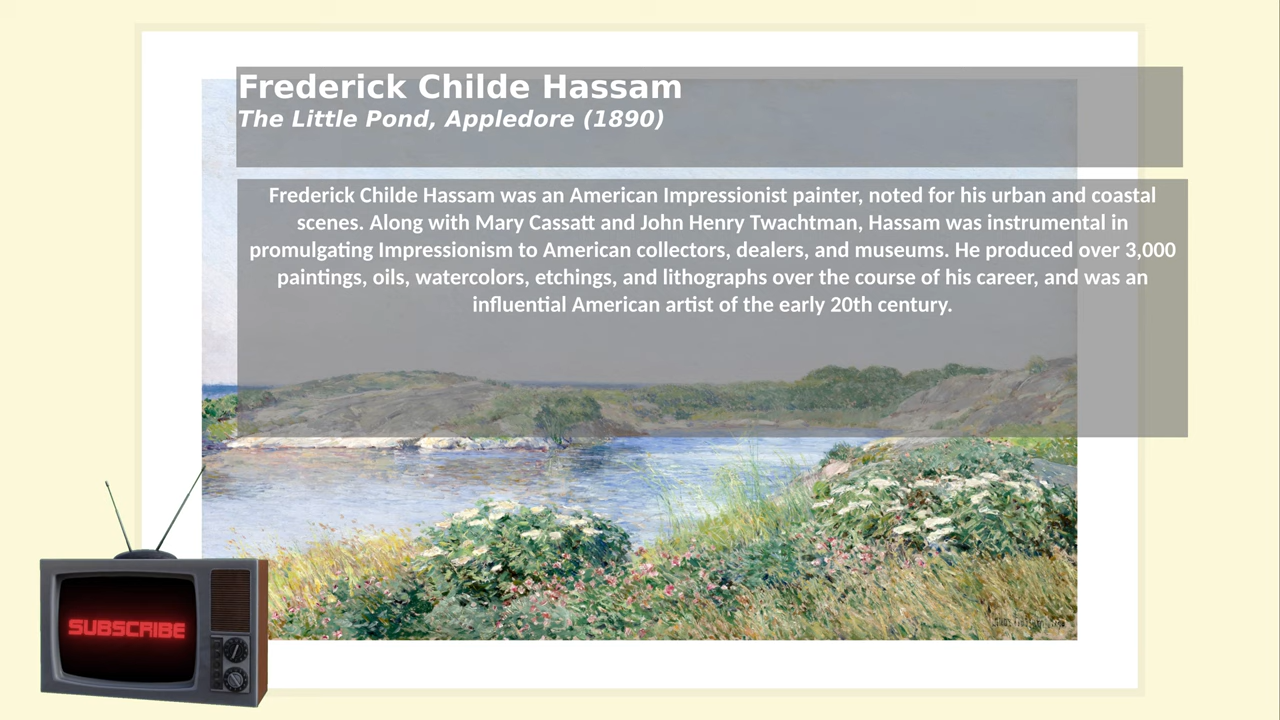 Frederick Childe Hassam
The Little Pond, Appledore (1890)
Frederick Childe Hassam was an American Impressionist painter, noted for his urban and coastal
scenes. Along with Mary Cassatt and John Henry Twachtman, Hassam was instrumental in
promulgating Impressionism to American collectors, dealers, and museums. He produced over 3,000
paintings, oils, watercolors, etchings, and lithographs over the course of his career, and was an
influential American artist of the early 20th century.
SUBSCRIBE